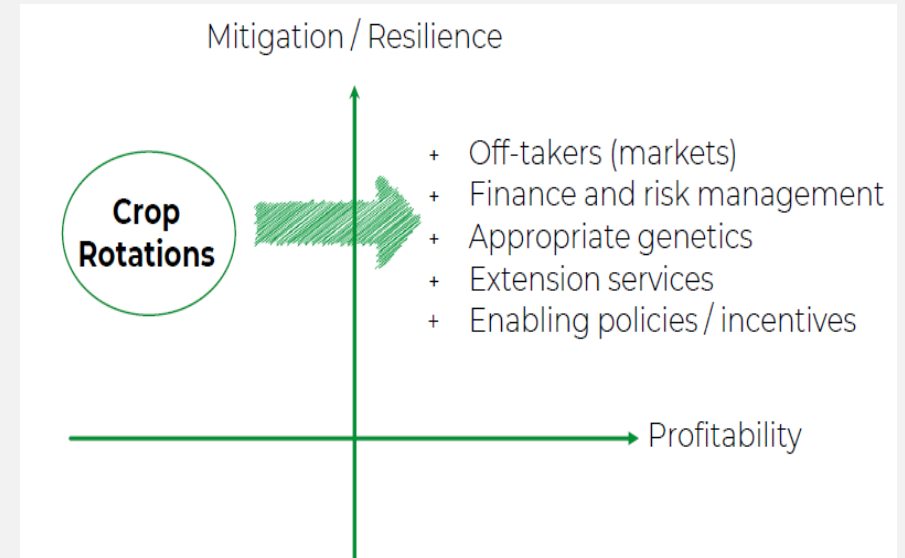 Mitigation / Resilience
Crop
Rotations
+ Off-takers (markets)
+ Finance and risk management
+ Appropriate genetics
+ Extension services
+ Enabling policies / incentives
Profitability